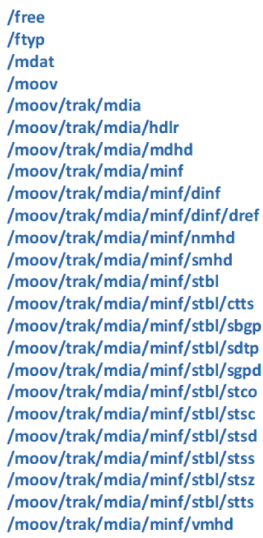 /free
/ftyp
/mdat
/moov
/moov/trak/mdia
/moov/trak/mdia/hdlr
/moov/trak/mdia/mdhd
/moov/trak/mdia/minf
/moov/trak/mdia/minf/dinf
/moov/trak/mdia/minf/dinf/dref
/moov/trak/mdia/minf/nmhd
/moov/trak/mdia/minf/smhd
/moov/trak/mdia/minf/stbl
/moov/trak/mdia/minf/stbl/ctts
/moov/trak/mdia/minf/stbl/sbgp
/moov/trak/mdia/minf/stbl/sdtp
/moov/trak/mdia/minf/stbl/sgpd
/moov/trak/mdia/minf/stbl/stco
/moov/trak/mdia/minf/stbl/stsc
/moov/trak/mdia/minf/stbl/stsd
/moov/trak/mdia/minf/stbl/stss
/moov/trak/mdia/minf/stbl/stsz
/moov/trak/mdia/minf/stbl/stts
/moov/trak/mdia/minf/vmhd